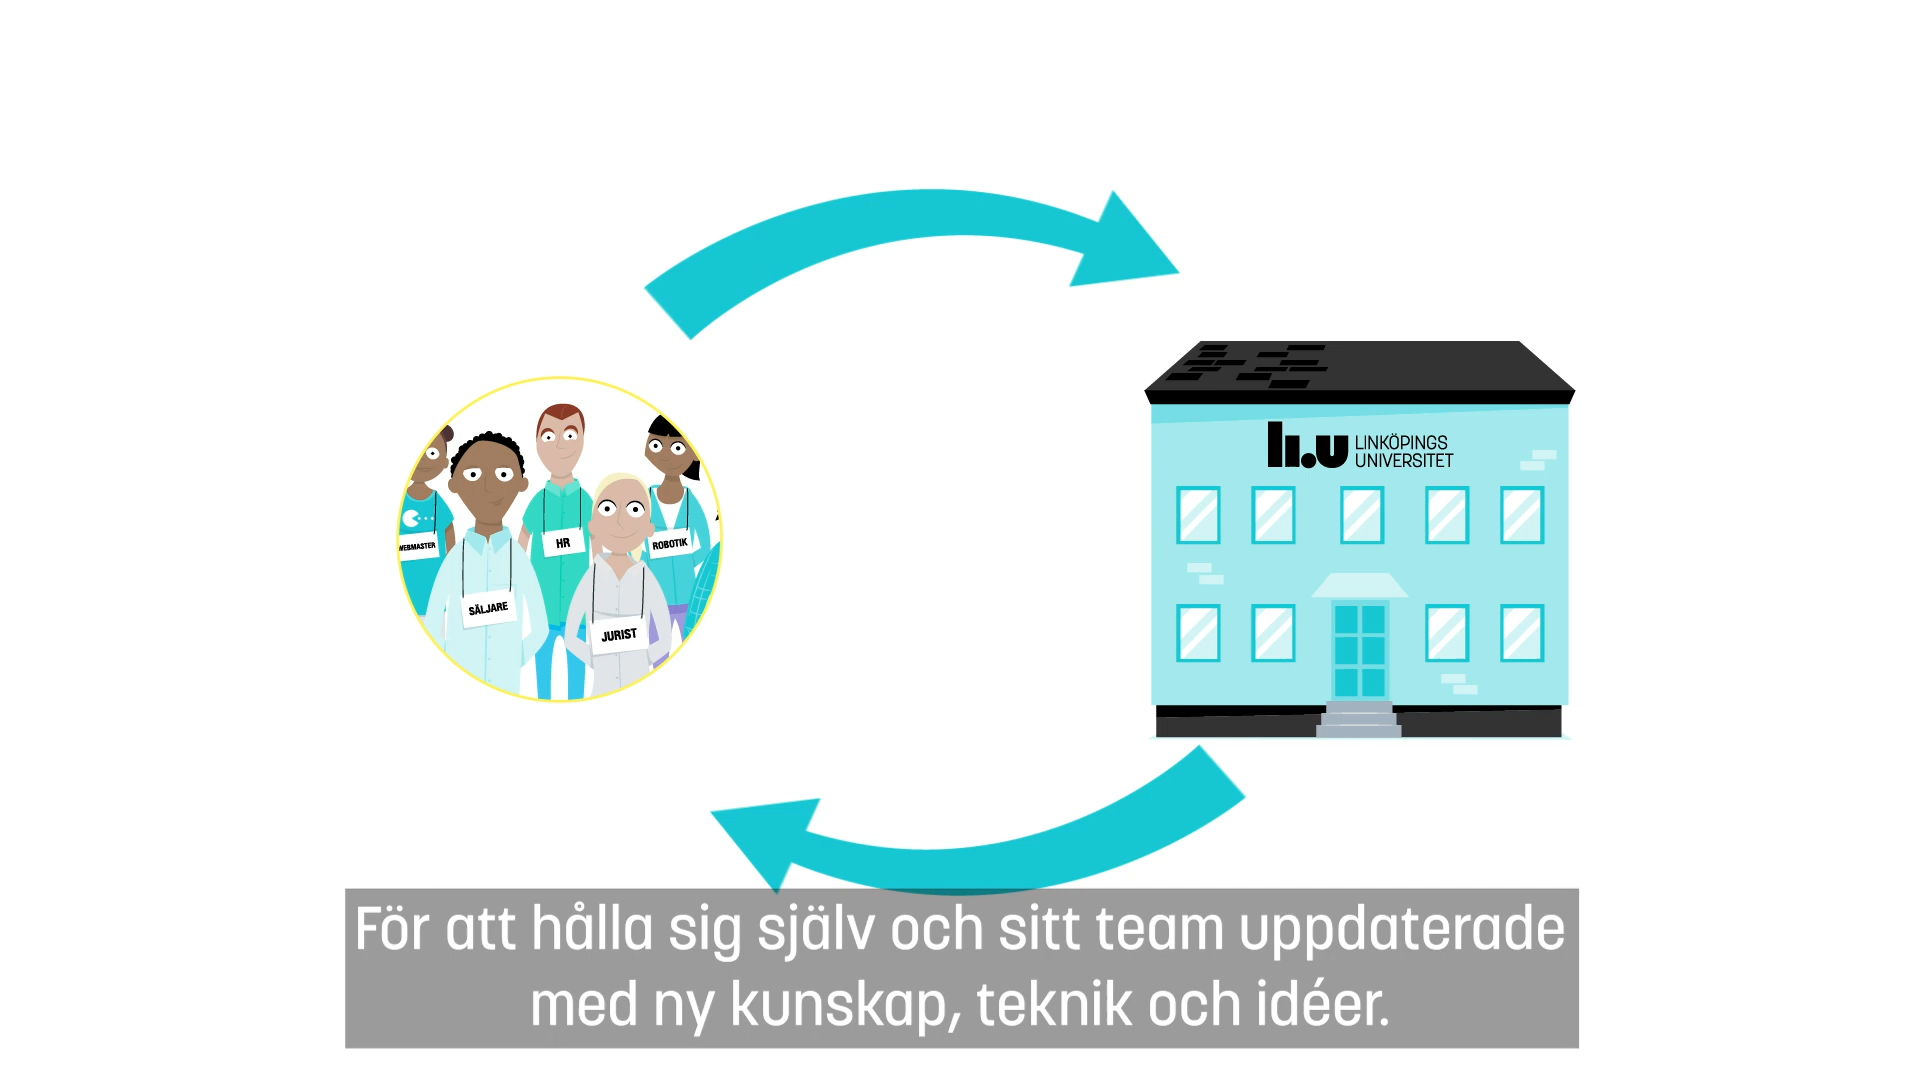 li.u LINKÖPINGS
UNIVERSITET
WEBMASTER
HR
ROBOTIK
SÄLJARE
JURIST
För att hålla sig själv och sitt team uppdaterade
med ny kunskap, teknik och idéer.